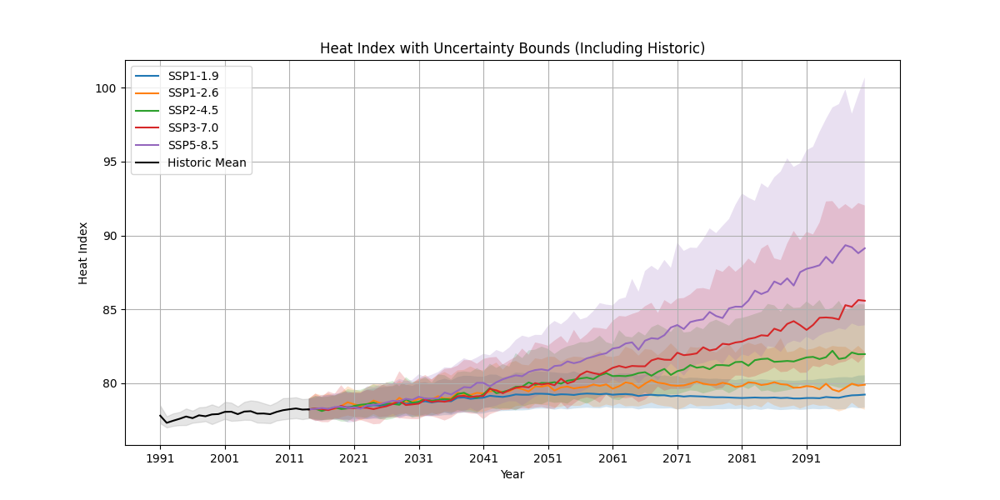 Heat Index with Uncertainty Bounds (Including Historic)
SSP1-1.9
SSP1-2.6
SSP2-4.5
SSP3-7.0
SSP5-8.5
Historic Mean
100
95
90
85
80
Heat Index
1991 2001 2011 2021 2031 2041 2051 2061 2071 2081 2091
Year